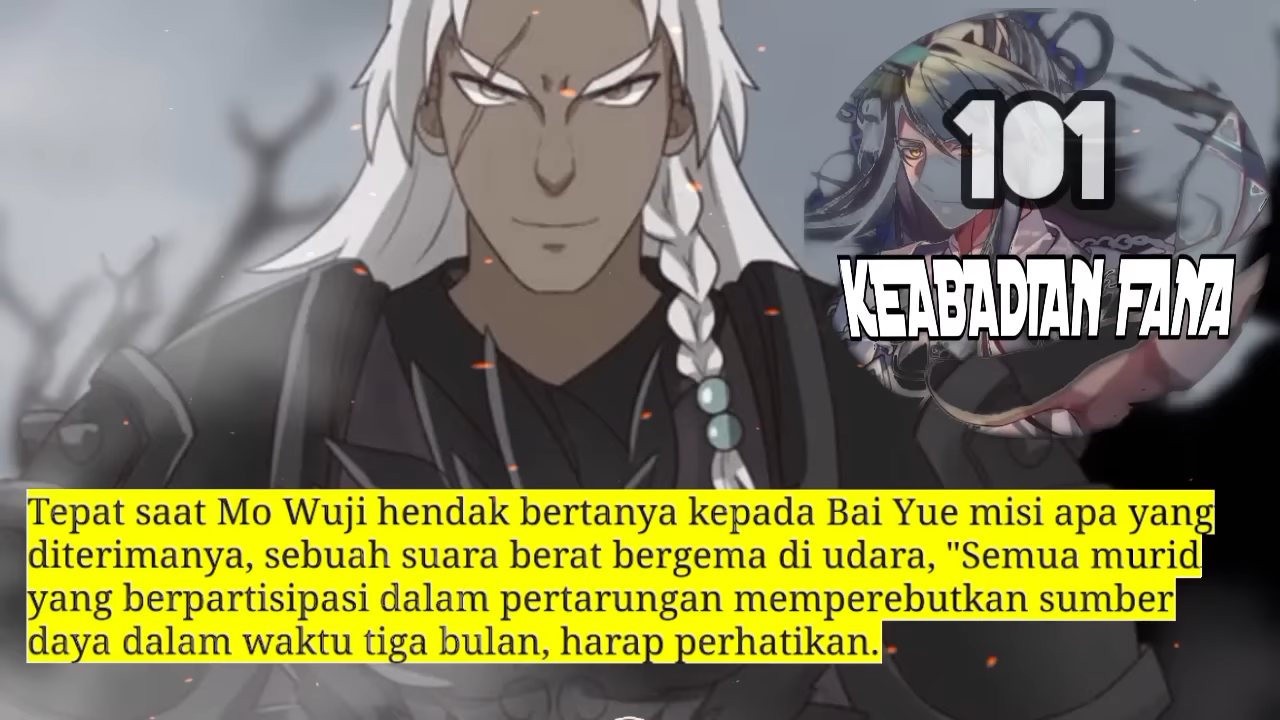 101
KEABADIAN FANA
Tepat saat Mo Wuji hendak bertanya kepada Bai Yue misi apa yang
diterimanya, sebuah suara berat bergema di udara, "Semua murid
yang berpartisipasi dalam pertarungan memperebutkan sumber
daya dalam waktu tiga bulan, harap perhatikan.